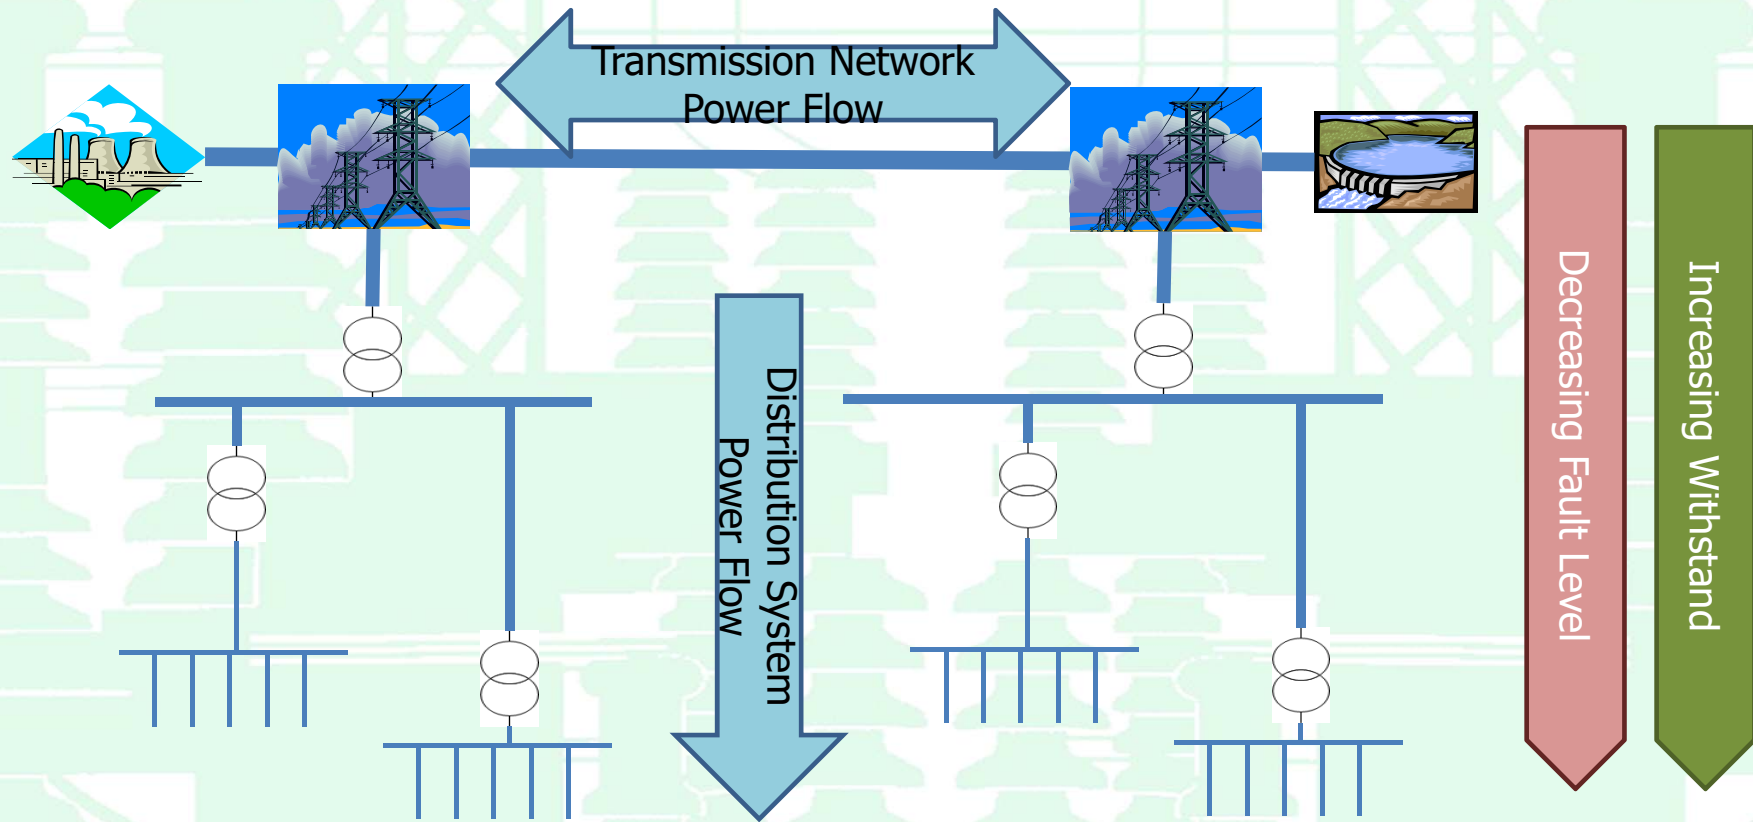 Transmission Network
Power Flow
Distribution System
Power Flow
Decreasing Fault Level
Increasing Withstand